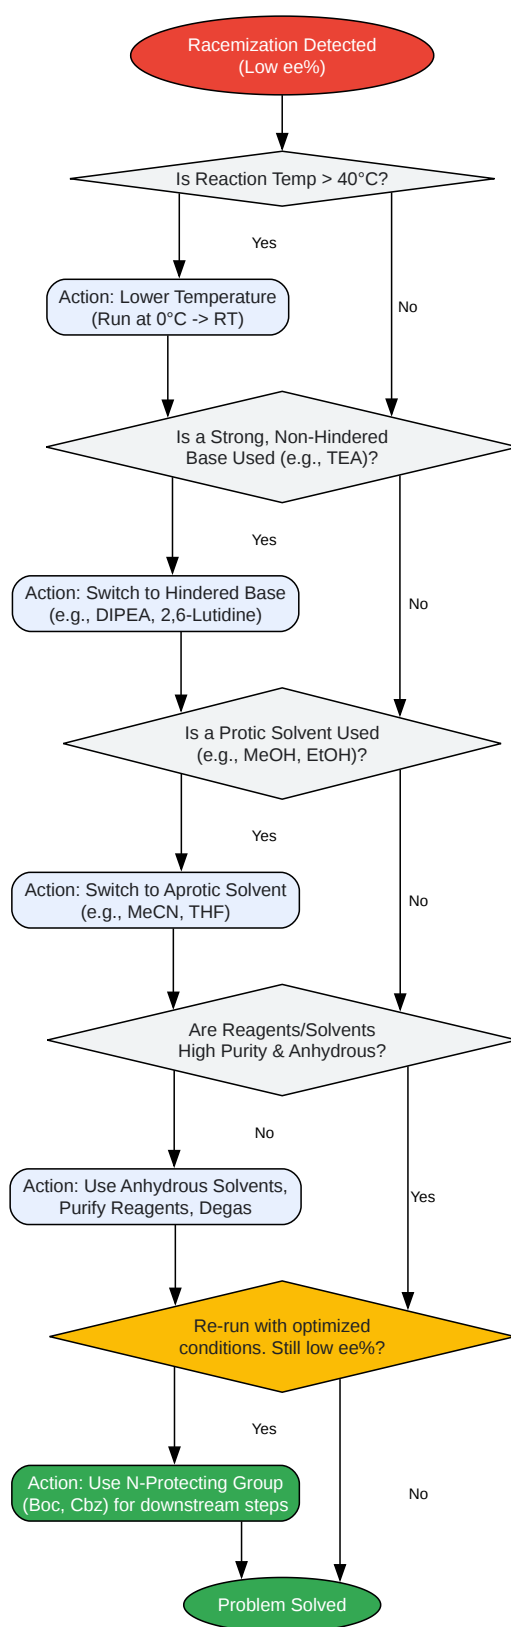 Racemization Detected
(Low ee%)
Is Reaction Temp > 40°C?
Yes
Action: Lower Temperature
(Run at 0°C -> RT)
No
Is a Strong, Non-Hindered
Base Used (e.g., TEA)?
Yes
Action: Switch to Hindered Base
(e.g., DIPEA, 2,6-Lutidine)
No
Is a Protic Solvent Used
(e.g., MeOH, EtOH)?
Yes
Action: Switch to Aprotic Solvent
(e.g., MeCN, THF)
No
Are Reagents/Solvents
High Purity & Anhydrous?
No
Action: Use Anhydrous Solvents,
Purify Reagents, Degas
Yes
Re-run with optimized
conditions. Still low ee%?
Yes
Action: Use N-Protecting Group
(Boc, Cbz) for downstream steps
No
Problem Solved